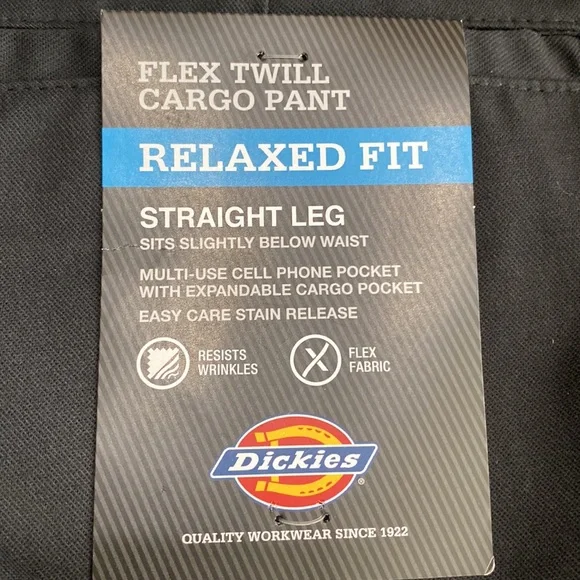 FLEX TWILL
CARGO PANT
RELAXED FIT
STRAIGHT LEG
SITS SLIGHTLY BELOW WAIST
MULTI-USE CELL PHONE POCKET
WITH EXPANDABLE CARGO POCKET
EASY CARE STAIN RELEASE
RESISTS
WRINKLES
FLEX
FABRIC
Dickies®
QUALITY WORKWEAR SINCE 1922